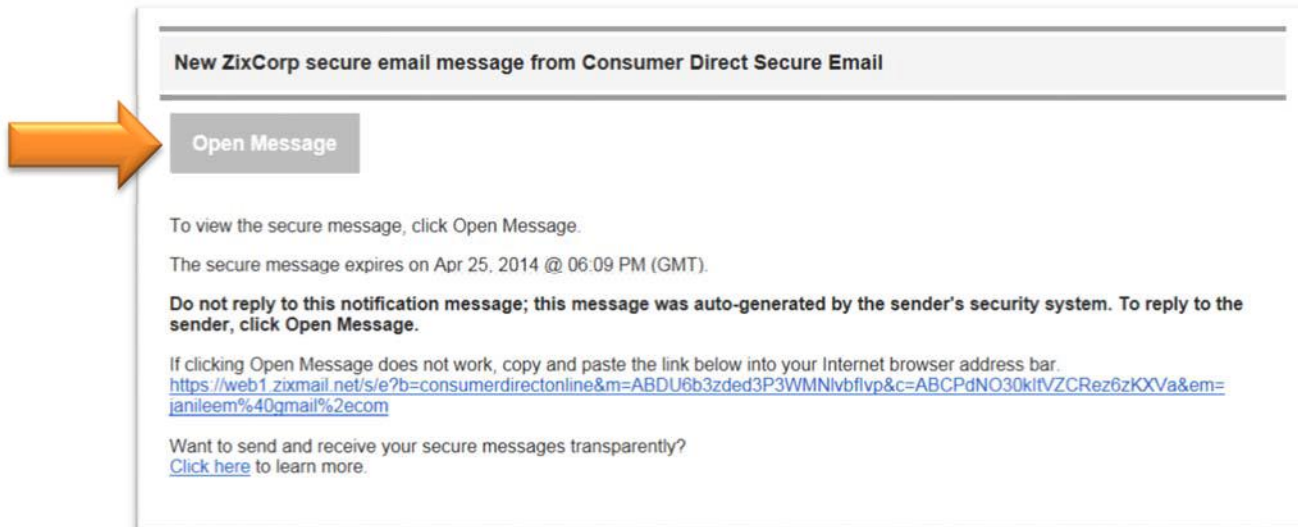 New ZixCorp secure email message from Consumer Direct Secure Email
Open Message
To view the secure message, click Open Message.
The secure message expires on Apr 25, 2014 @ 06:09 PM (GMT).
Do not reply to this notification message; this message was auto-generated by the sender's security system. To reply to the
sender, click Open Message.
If clicking Open Message does not work, copy and paste the link below into your Internet browser address bar.
https://web1.zixmail.net/s/e?b=consumerdirectonline&m=ABDU6b3zded3P3WMNlvbflvp&c=ABCPdNO30kltVZCRez6zKXVa&em=
janileem%40gmail%2ecom
Want to send and receive your secure messages transparently?
Click here to learn more.